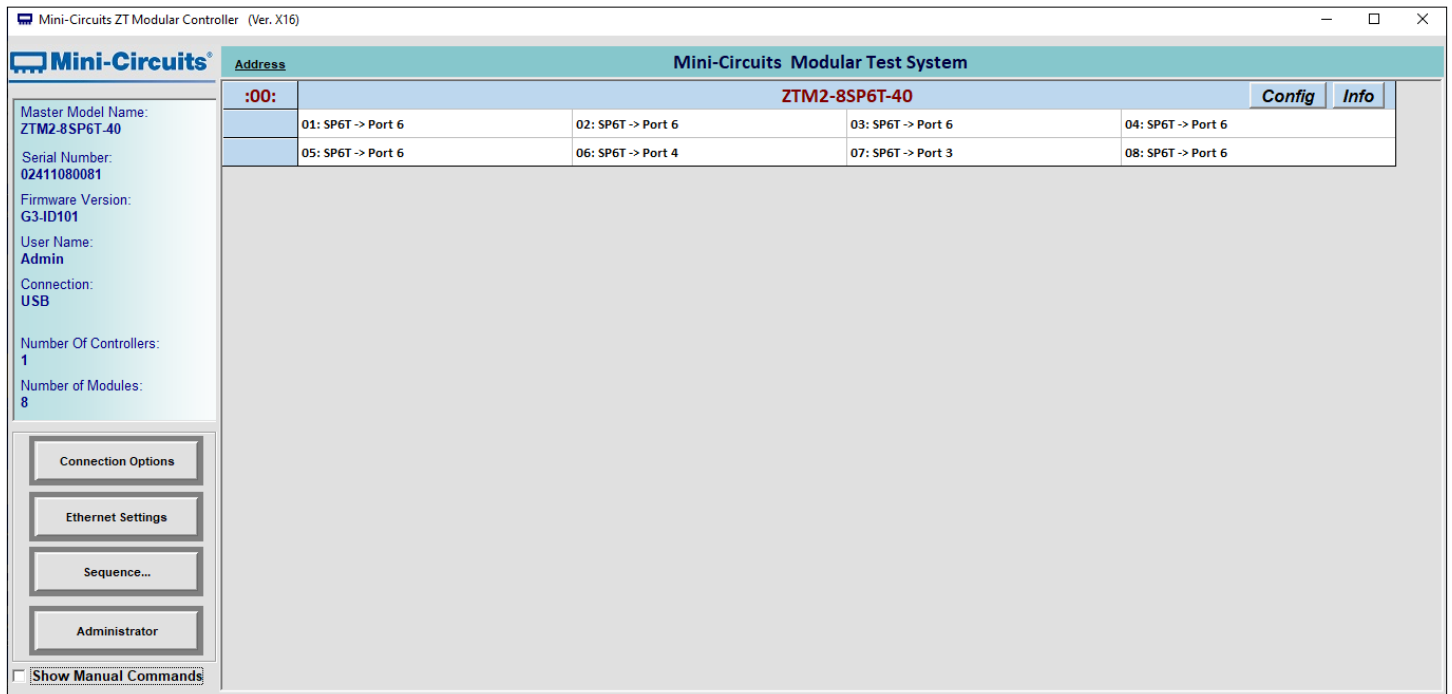 Mini-Circuits ZT Modular Controller (Ver. X16)
Mini-Circuits®
Address
Mini-Circuits Modular Test System
:00:
ZTM2-8SP6T-40
Config
Info
01: SP6T -> Port 6
02: SP6T -> Port 6
03: SP6T -> Port 6
04: SP6T -> Port 6
05: SP6T -> Port 6
06: SP6T -> Port 4
07: SP6T -> Port 3
08: SP6T -> Port 6
Master Model Name:
ZTM2-8SP6T-40
Serial Number:
02411080081
Firmware Version:
G3-ID101
User Name:
Admin
Connection:
USB
Number Of Controllers:
1
Number of Modules:
8
Connection Options
Ethernet Settings
Sequence...
Administrator
Show Manual Commands